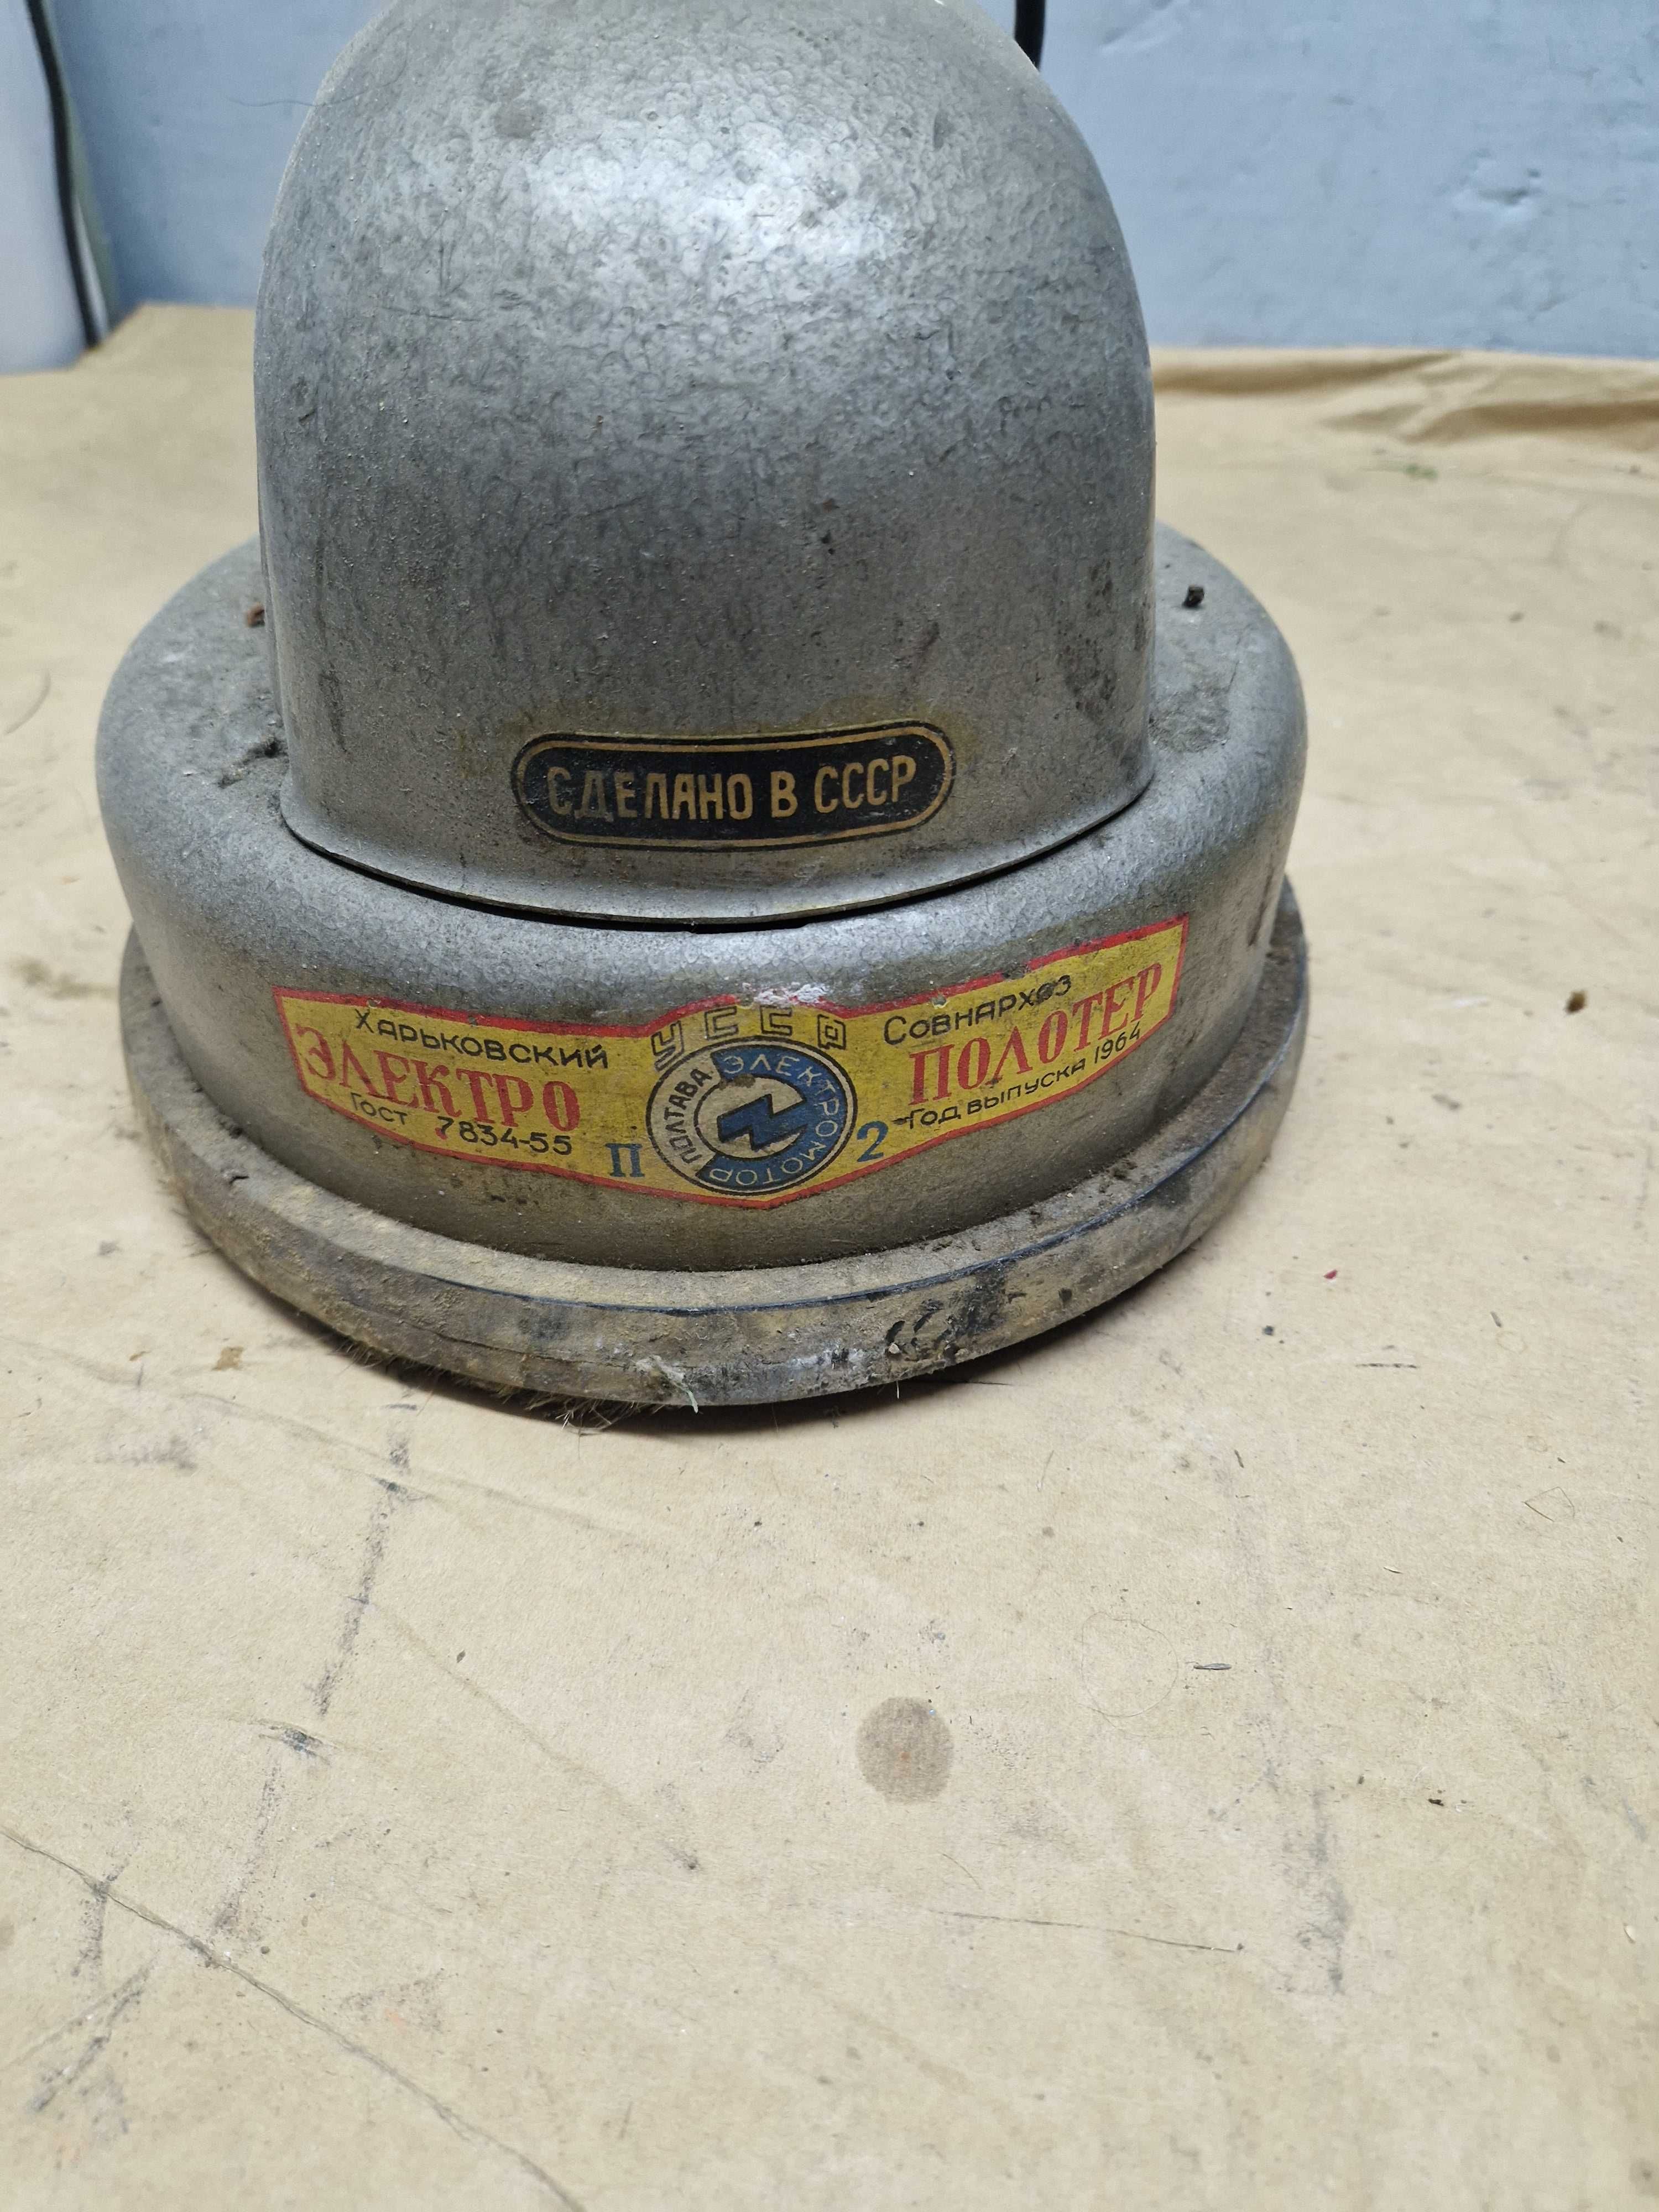 СДЕЛАНО В СССР
УССР
Харьковский Совнархоз
ЭЛЕКТРО ПОЛОТЕР
Гост 7834-55
ПОЛТАВА ЭЛЕКТРОМОТОР
П 2
Год выпуска 1964